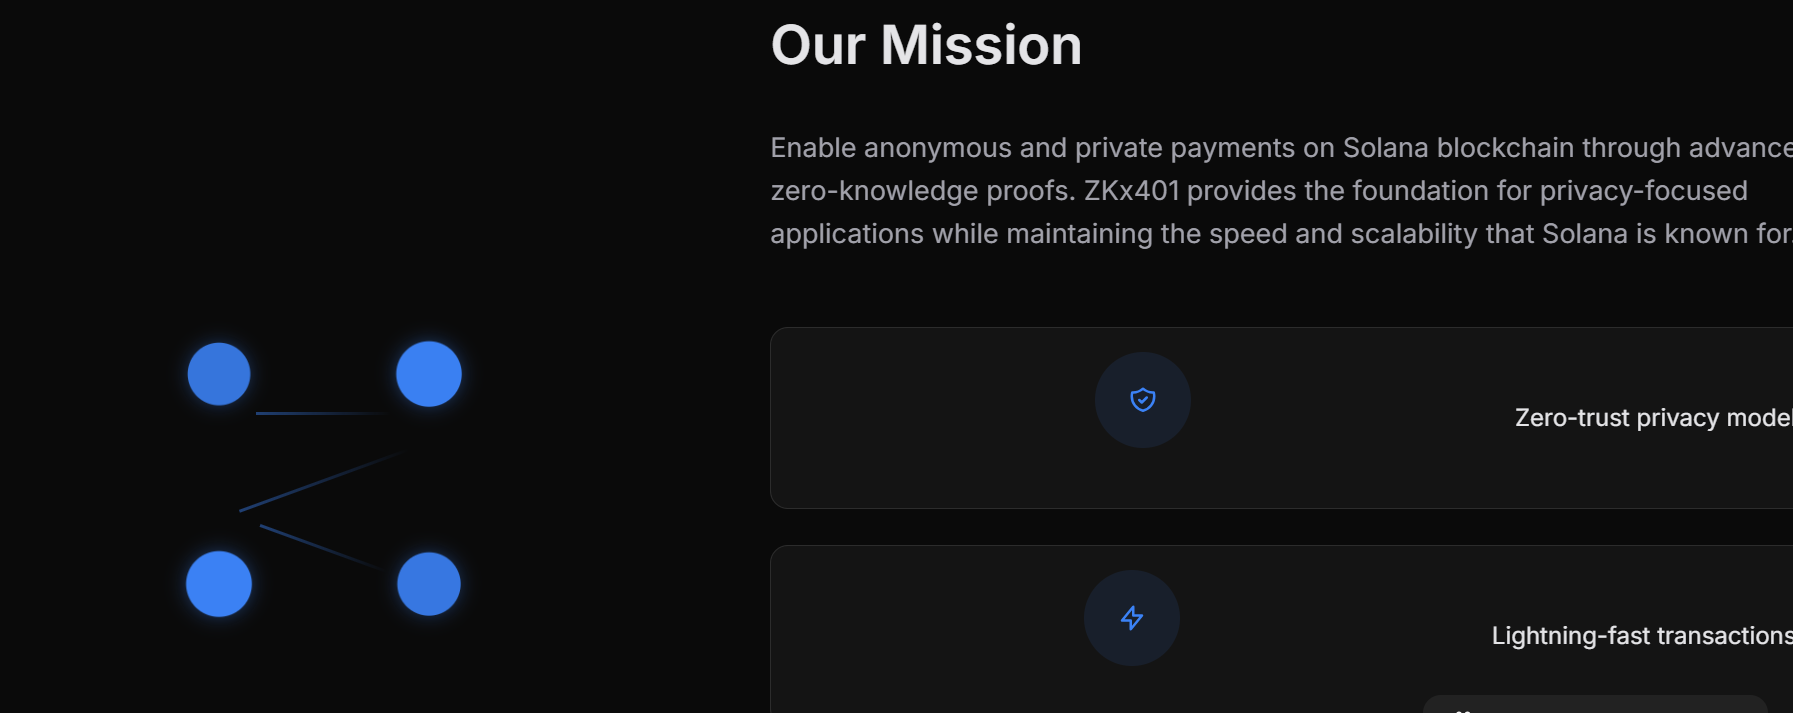 Our Mission
Enable anonymous and private payments on Solana blockchain through advance
zero-knowledge proofs. ZKx401 provides the foundation for privacy-focused
applications while maintaining the speed and scalability that Solana is known for.
Zero-trust privacy model
Lightning-fast transactions